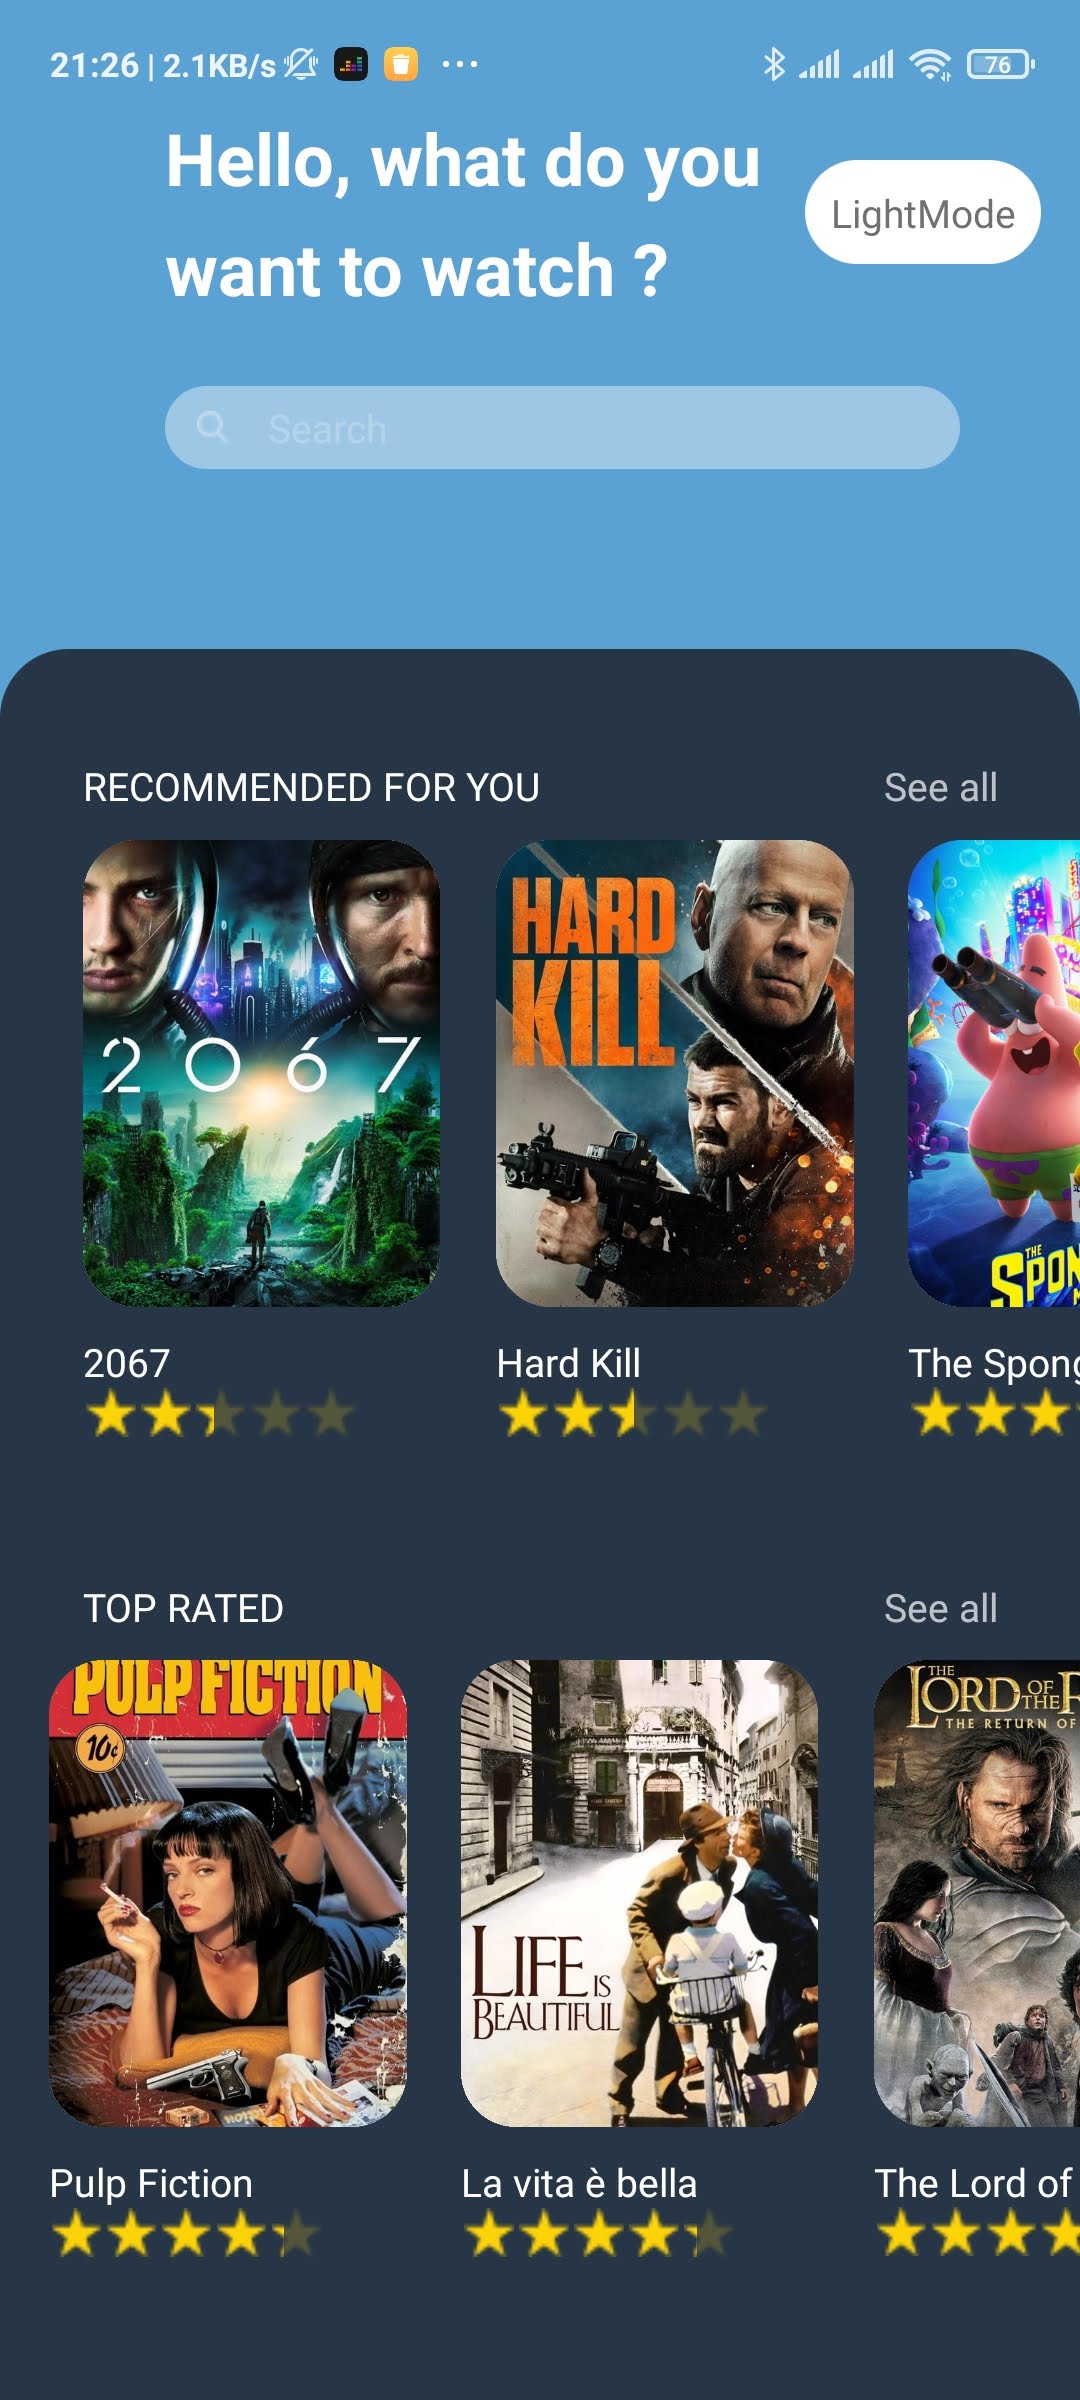 21:26 | 2.1KB/s
76
Hello, what do you
want to watch ?
LightMode
Search
RECOMMENDED FOR YOU
See all
2067
HARD
KILL
THE
SPON
2067
Hard Kill
The Spong
TOP RATED
See all
PULP FICTION
10¢
LIFE IS
BEAUTIFUL
THE
LORD OF
THE R
THE RETURN OF
Pulp Fiction
La vita è bella
The Lord of